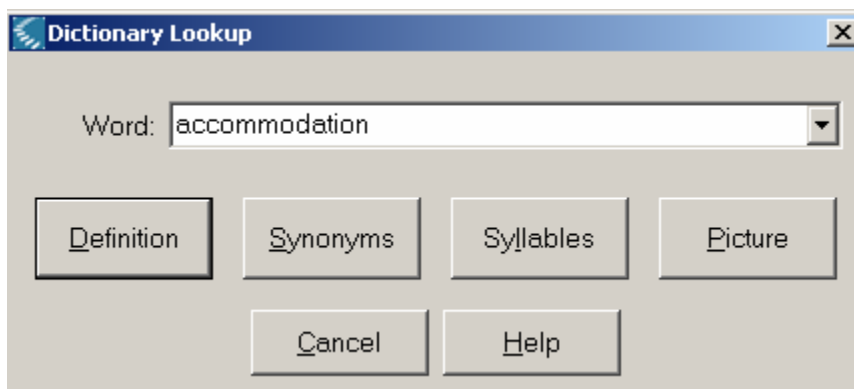 Dictionary Lookup
Word: accommodation
Definition Synonyms Syllables Picture
Cancel Help